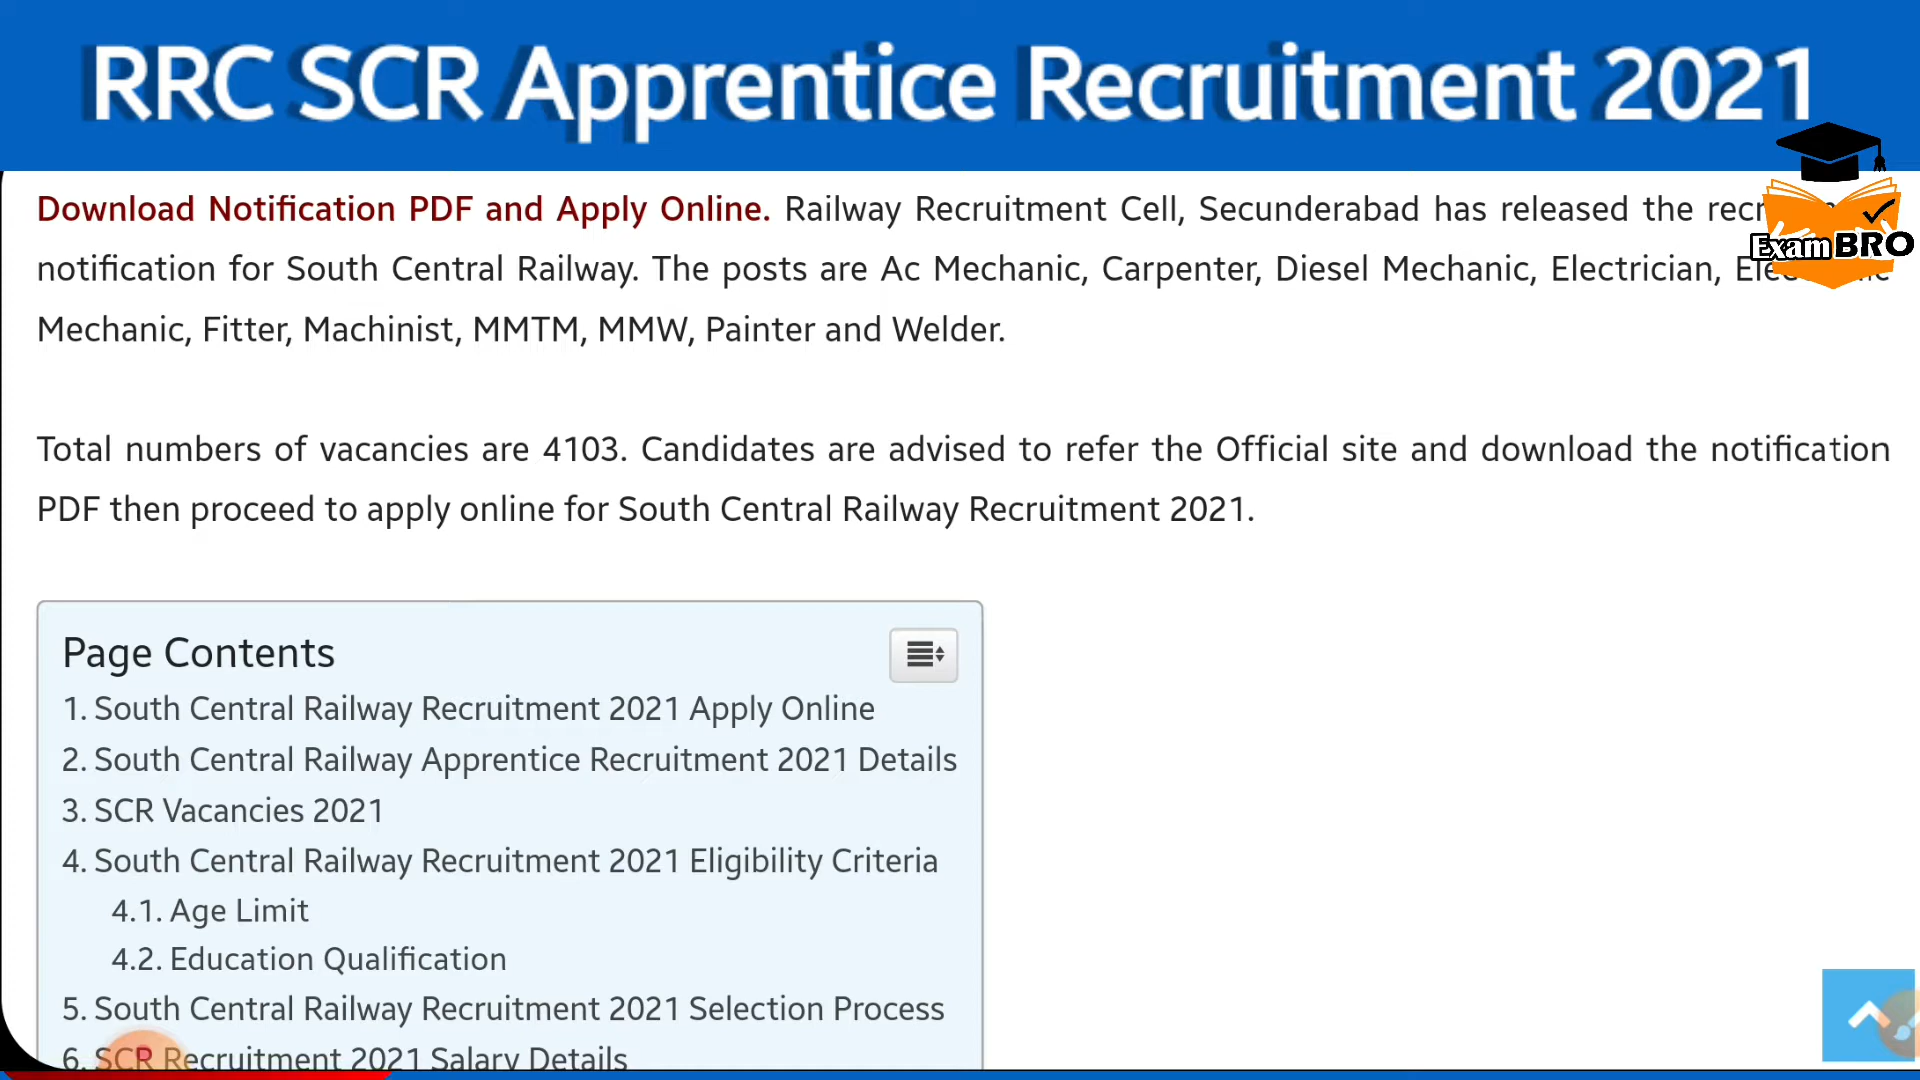 RRC SCR Apprentice Recruitment 2021
Download Notification PDF and Apply Online. Railway Recruitment Cell, Secunderabad has released the
notification for South Central Railway. The posts are Ac Mechanic, Carpenter, Diesel Mechanic, Electrician,
Mechanic, Fitter, Machinist, MMTM, MMW, Painter and Welder.
Total numbers of vacancies are 4103. Candidates are advised to refer the Official site and download the notification
PDF then proceed to apply online for South Central Railway Recruitment 2021.
Exam BRO
Page Contents
1. South Central Railway Recruitment 2021 Apply Online
2. South Central Railway Apprentice Recruitment 2021 Details
3. SCR Vacancies 2021
4. South Central Railway Recruitment 2021 Eligibility Criteria
4.1. Age Limit
4.2. Education Qualification
5. South Central Railway Recruitment 2021 Selection Process
6. SCR Recruitment 2021 Salary Details